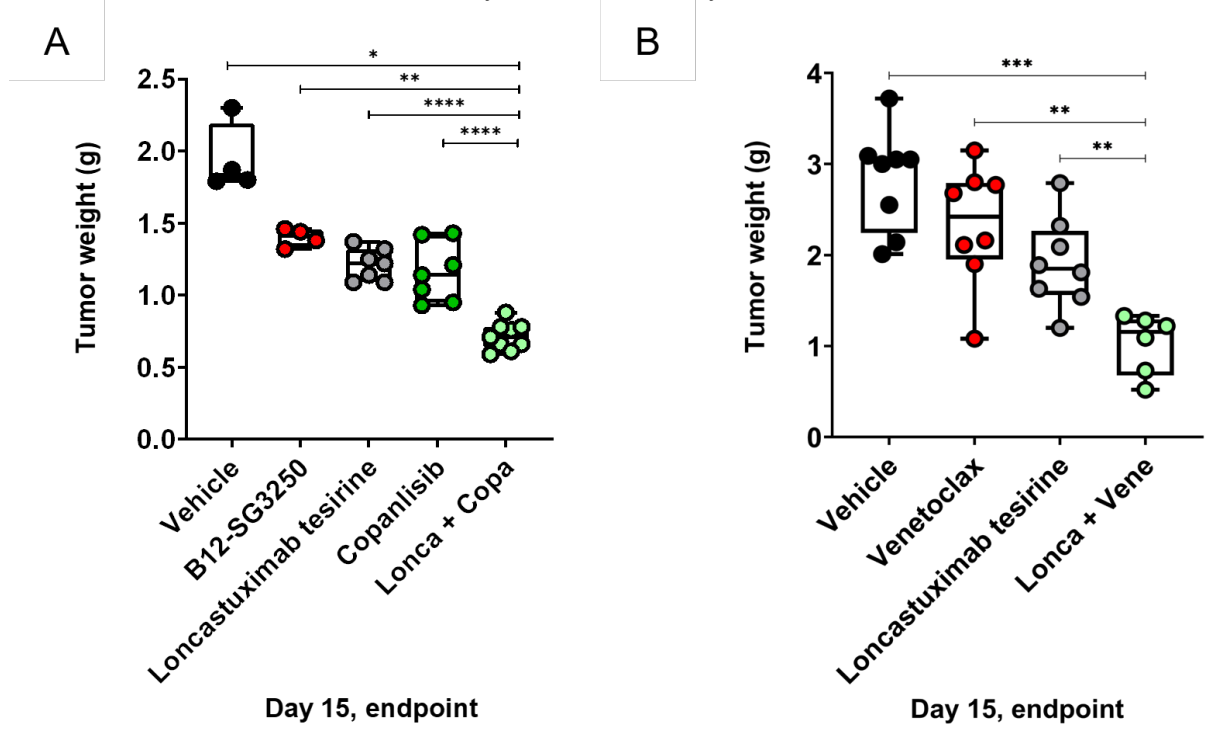 A
B
*
**
****
****
2.5
2.0
1.5
1.0
0.5
0.0
Tumor weight (g)
Vehicle
B12-SG3250
Loncastuximab tesirine
Copanlisib
Lonca + Copa
Day 15, endpoint
***
**
**
4
3
2
1
0
Tumor weight (g)
Vehicle
Venetoclax
Loncastuximab tesirine
Lonca + Vene
Day 15, endpoint